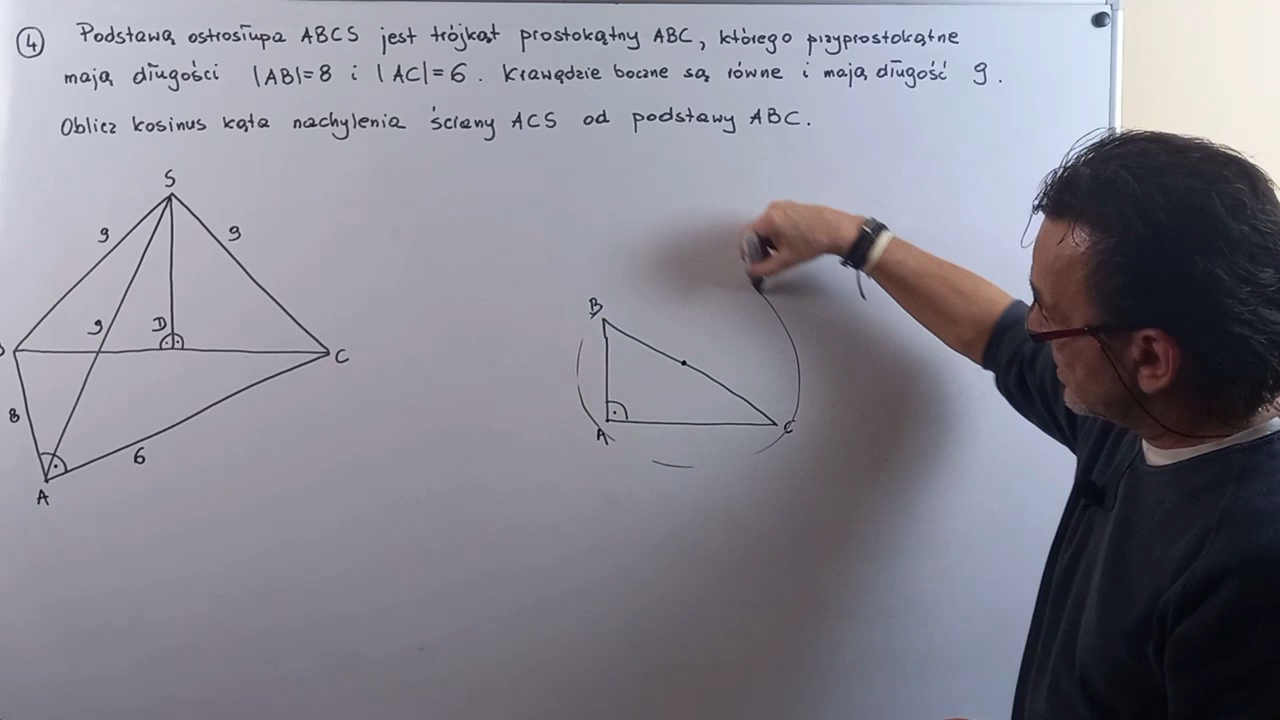 4 Podstawą ostrosłupa ABCS jest trójkąt prostokątny ABC, którego przyprostokątne
mają długości |AB|=8 i |AC|=6. Krawędzie boczne są równe i mają długość 9.
Oblicz kosinus kąta nachylenia ściany ACS od podstawy ABC.
S
9
9
9
D
C
8
6
A
B
A
C